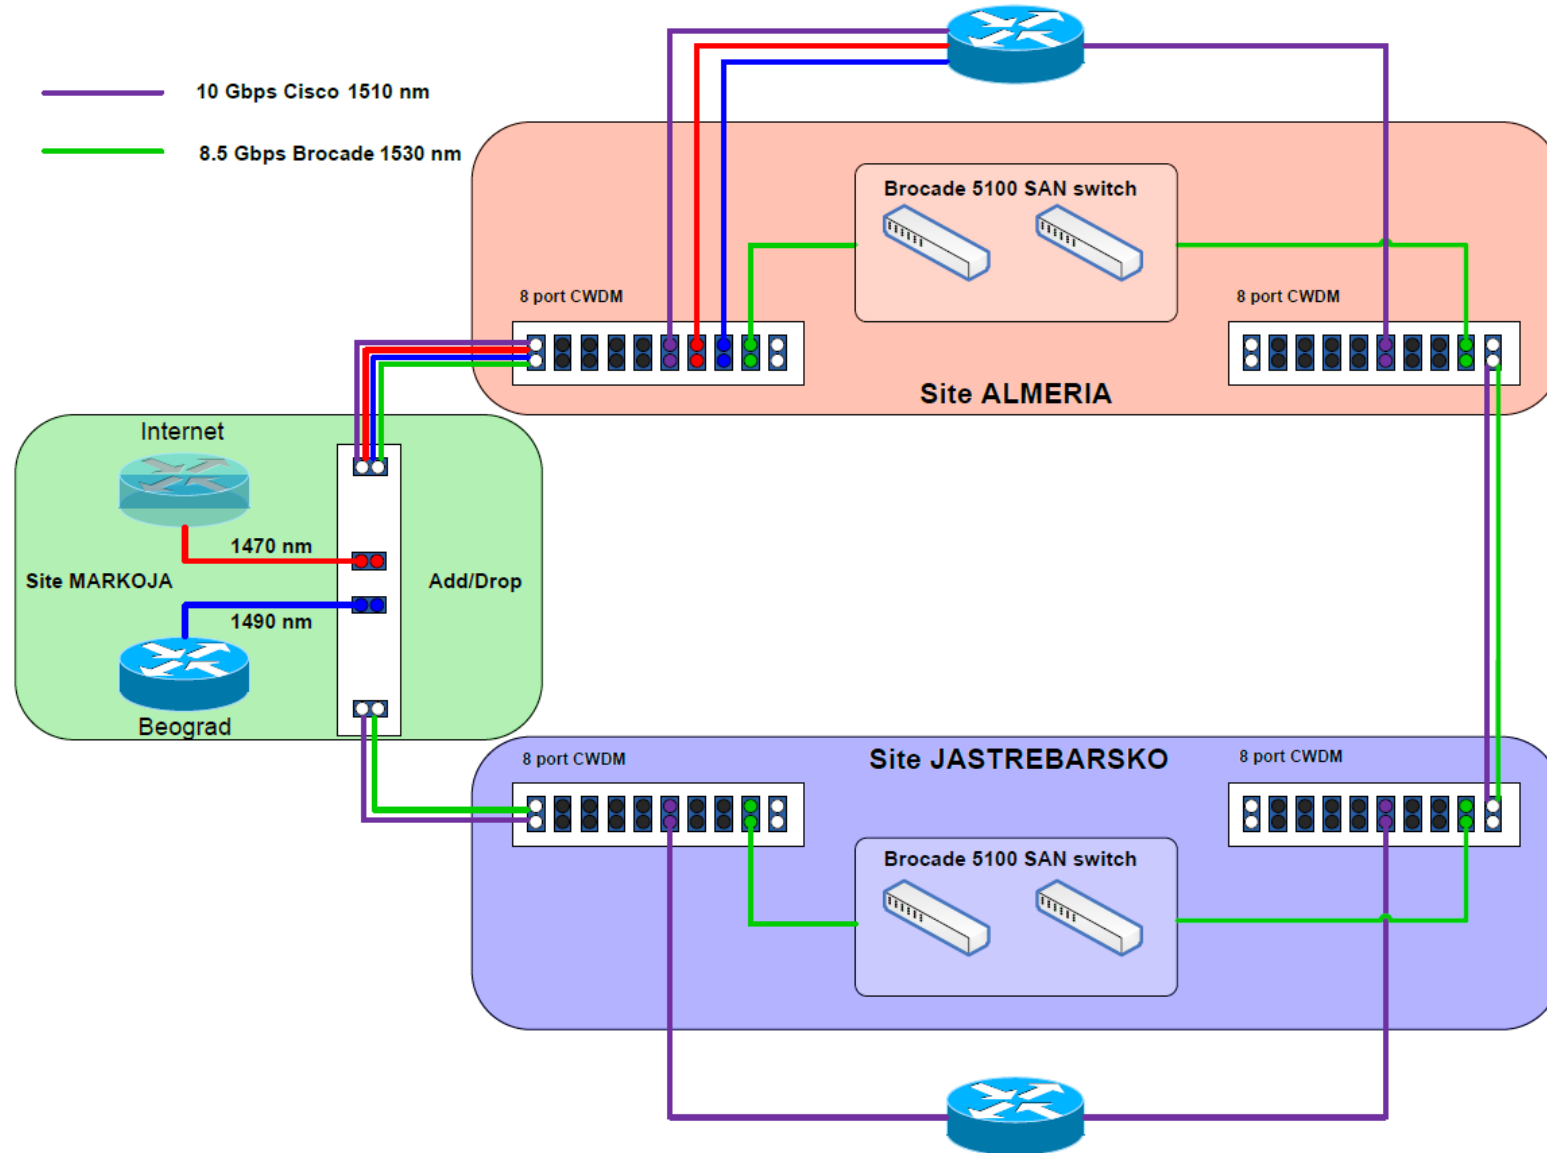 10 Gbps Cisco 1510 nm
8.5 Gbps Brocade 1530 nm
Brocade 5100 SAN switch
8 port CWDM
8 port CWDM
Site ALMERIA
Internet
1470 nm
Site MARKOJA
Add/Drop
1490 nm
Beograd
8 port CWDM
Site JASTREBARSKO
8 port CWDM
Brocade 5100 SAN switch